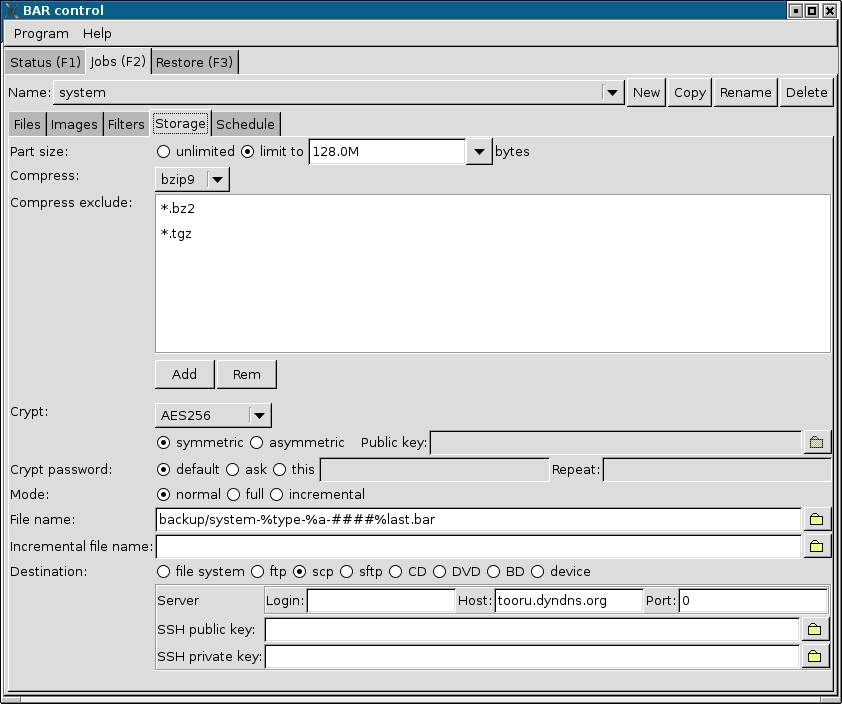 BAR control
Program Help
Status (F1) Jobs (F2) Restore (F3)
Name: system New Copy Rename Delete
Files Images Filters Storage Schedule
Part size: unlimited limit to 128.0M bytes
Compress: bzip9
Compress exclude: *.bz2
*.tgz
Add Rem
Crypt: AES256
symmetric asymmetric Public key:
Crypt password: default ask this Repeat:
Mode: normal full incremental
File name: backup/system-%type-%a-####%last.bar
Incremental file name:
Destination: file system ftp scp sftp CD DVD BD device
Server Login: Host: tooru.dyndns.org Port: 0
SSH public key:
SSH private key: